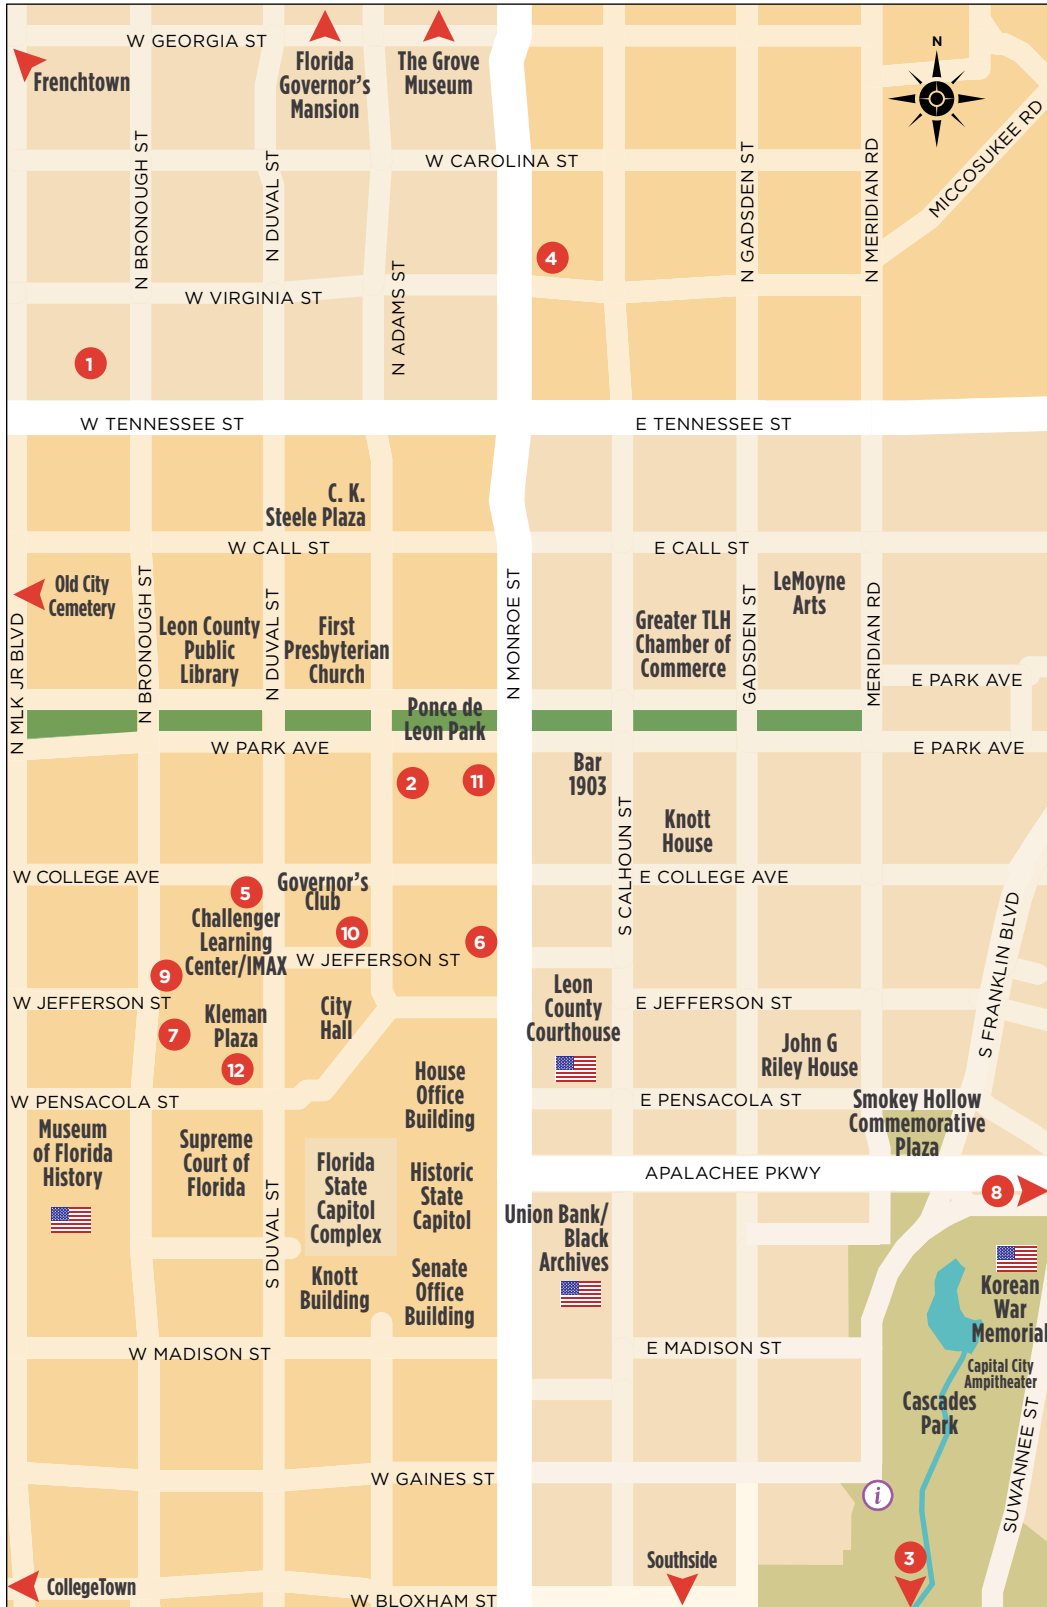 W GEORGIA ST
N
Frenchtown
Florida
Governor's
Mansion
The Grove
Museum
N BRONOUGH ST
N DUVAL ST
W CAROLINA ST
N GADSDEN ST
N MERIDIAN RD
MICCOSUKEE RD
4
N ADAMS ST
W VIRGINIA ST
1
W TENNESSEE ST
E TENNESSEE ST
C. K.
Steele Plaza
W CALL ST
E CALL ST
Old City
Cemetery
N MLK JR BLVD
N BRONOUGH ST
Leon County
Public
Library
N DUVAL ST
First
Presbyterian
Church
N MONROE ST
Greater TLH
Chamber of
Commerce
GADSDEN ST
LeMoyne
Arts
MERIDIAN RD
E PARK AVE
Ponce de
Leon Park
W PARK AVE
E PARK AVE
2
11
Bar
1903
S CALHOUN ST
Knott
House
W COLLEGE AVE
E COLLEGE AVE
5
Governor's
Club
10
6
Challenger
Learning
Center/IMAX
W JEFFERSON ST
9
W JEFFERSON ST
E JEFFERSON ST
S FRANKLIN BLVD
7
Kleman
Plaza
12
City
Hall
Leon
County
Courthouse
John G
Riley House
House
Office
Building
W PENSACOLA ST
E PENSACOLA ST
Smokey Hollow
Commemorative
Plaza
Museum
of Florida
History
Supreme
Court of
Florida
S DUVAL ST
Florida
State
Capitol
Complex
Historic
State
Capitol
APALACHEE PKWY
8
Union Bank/
Black
Archives
Knott
Building
Senate
Office
Building
Korean
War
Memorial
W MADISON ST
E MADISON ST
Capital City
Ampitheater
Cascades
Park
SUWANNEE ST
W GAINES ST
i
3
Southside
CollegeTown
W BLOXHAM ST